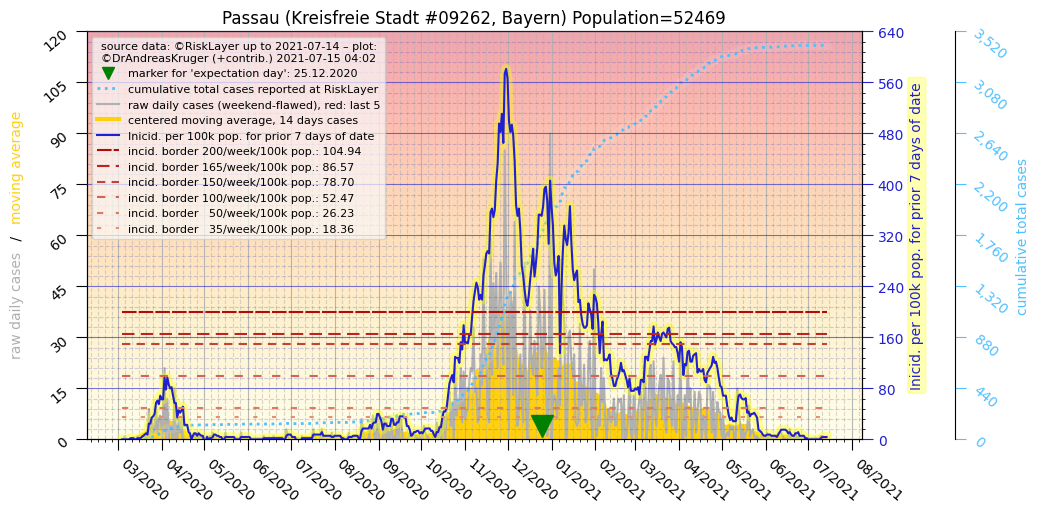 Passau (Kreisfreie Stadt #09262, Bayern) Population=52469
source data: ©RiskLayer up to 2021-07-14 – plot:
©DrAndreasKruger (+contrib.) 2021-07-15 04:02
marker for 'expectation day': 25.12.2020
cumulative total cases reported at RiskLayer
raw daily cases (weekend-flawed), red: last 5
centered moving average, 14 days cases
Inicid. per 100k pop. for prior 7 days of date
incid. border 200/week/100k pop.: 104.94
incid. border 165/week/100k pop.: 86.57
incid. border 150/week/100k pop.: 78.70
incid. border 100/week/100k pop.: 52.47
incid. border   50/week/100k pop.: 26.23
incid. border   35/week/100k pop.: 18.36
raw daily cases / moving average
120
105
90
75
60
45
30
15
0
640
560
480
400
320
240
160
80
0
Inicid. per 100k pop. for prior 7 days of date
3,520
3,080
2,640
2,200
1,760
1,320
880
440
0
cumulative total cases
03/2020
04/2020
05/2020
06/2020
07/2020
08/2020
09/2020
10/2020
11/2020
12/2020
01/2021
02/2021
03/2021
04/2021
05/2021
06/2021
07/2021
08/2021